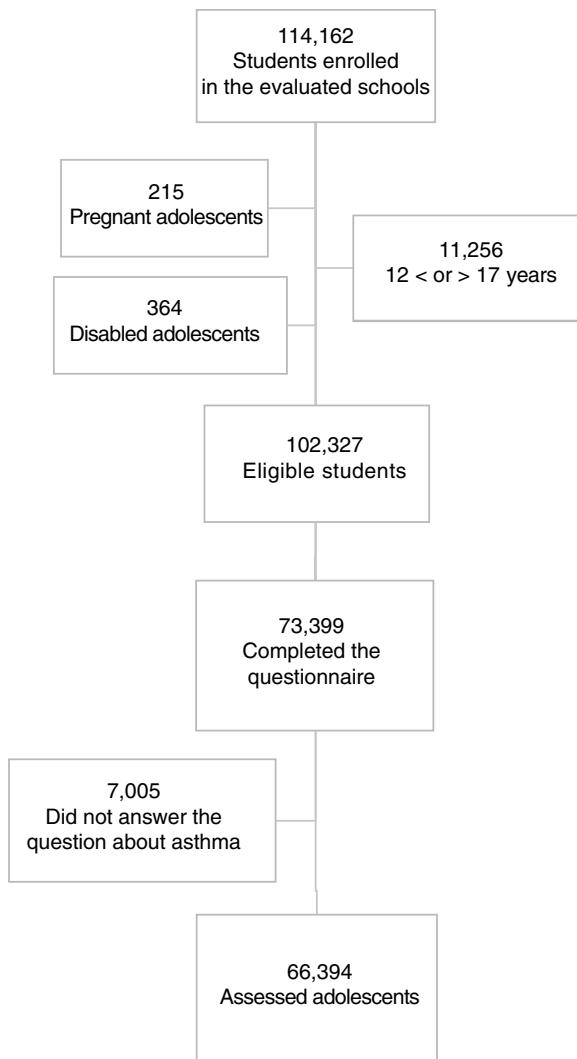 114,162
Students enrolled
in the evaluated schools
215
Pregnant adolescents
11,256
12 < or > 17 years
364
Disabled adolescents
102,327
Eligible students
73,399
Completed the
questionnaire
7,005
Did not answer the
question about asthma
66,394
Assessed adolescents